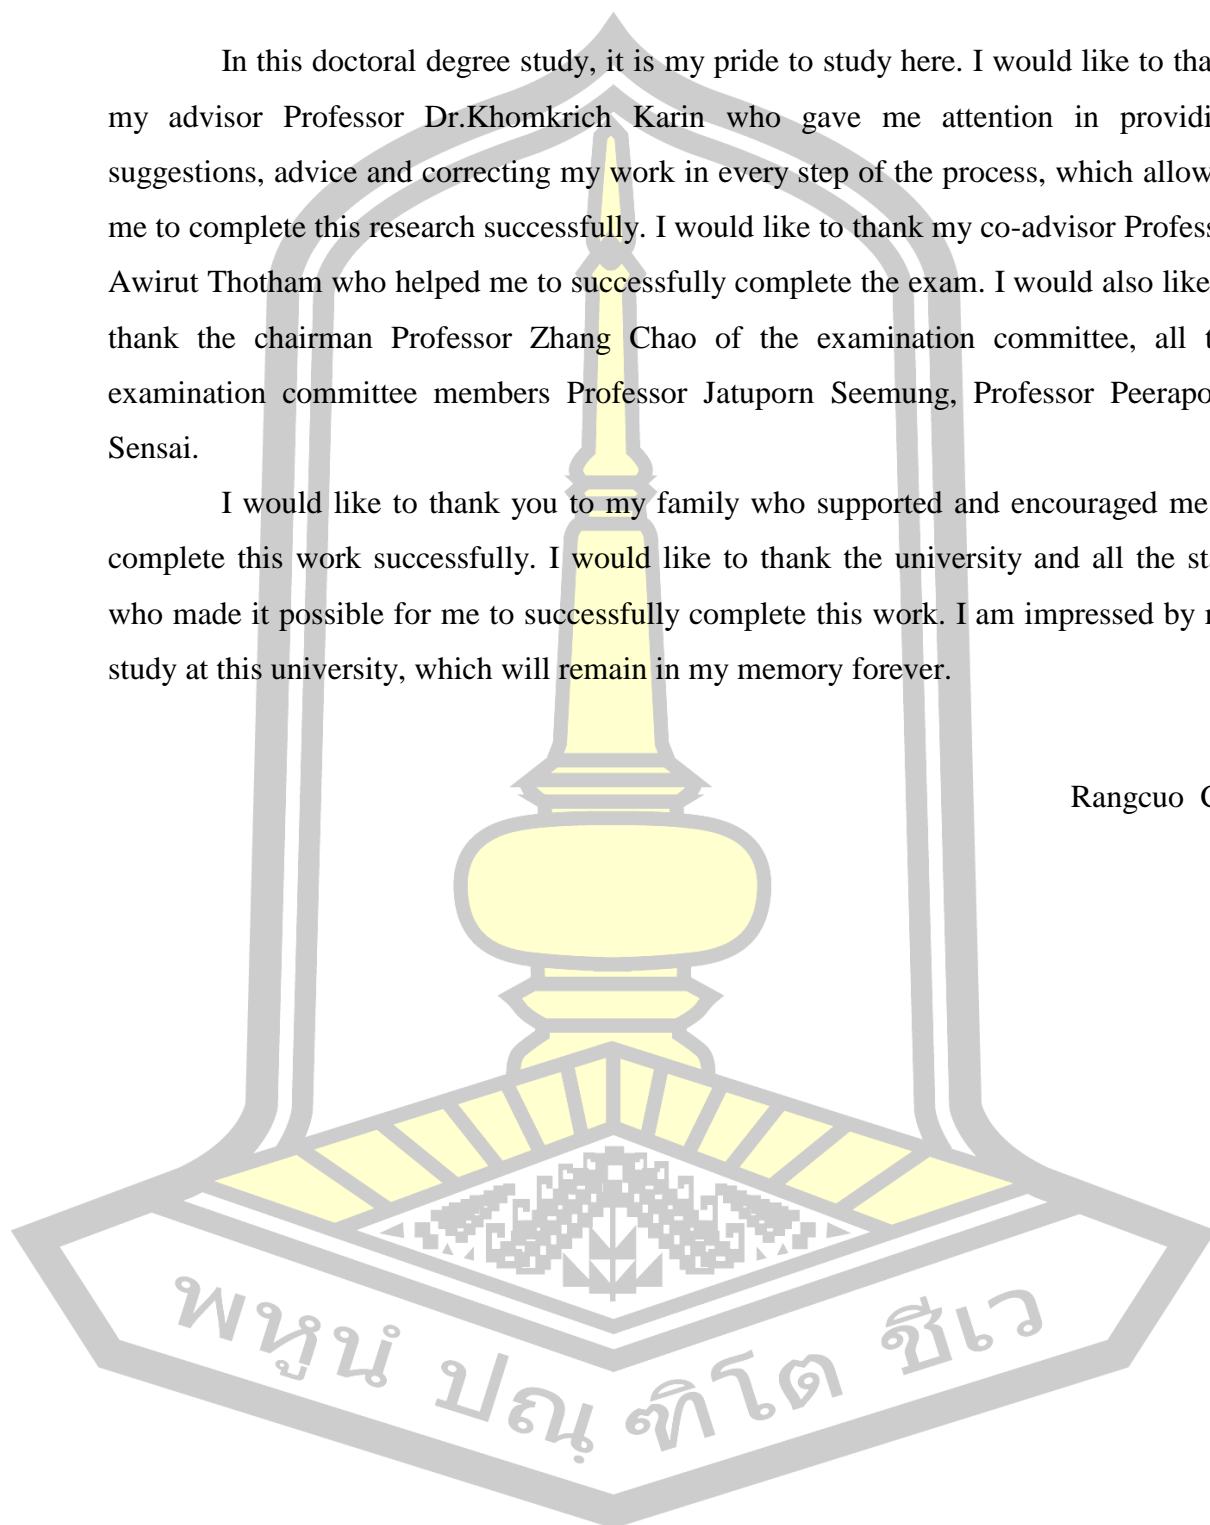 In this doctoral degree study, it is my pride to study here. I would like to tha
my advisor Professor Dr.Khomkrich Karin who gave me attention in providi
suggestions, advice and correcting my work in every step of the process, which allow
me to complete this research successfully. I would like to thank my co-advisor Profess
Awirut Thotham who helped me to successfully complete the exam. I would also like
thank the chairman Professor Zhang Chao of the examination committee, all t
examination committee members Professor Jatuporn Seemung, Professor Peerapo
Sensai.
I would like to thank you to my family who supported and encouraged me
complete this work successfully. I would like to thank the university and all the st
who made it possible for me to successfully complete this work. I am impressed by
study at this university, which will remain in my memory forever.
Rangcuo
พหูนํ ปณฺ ฑิโต ชีเว